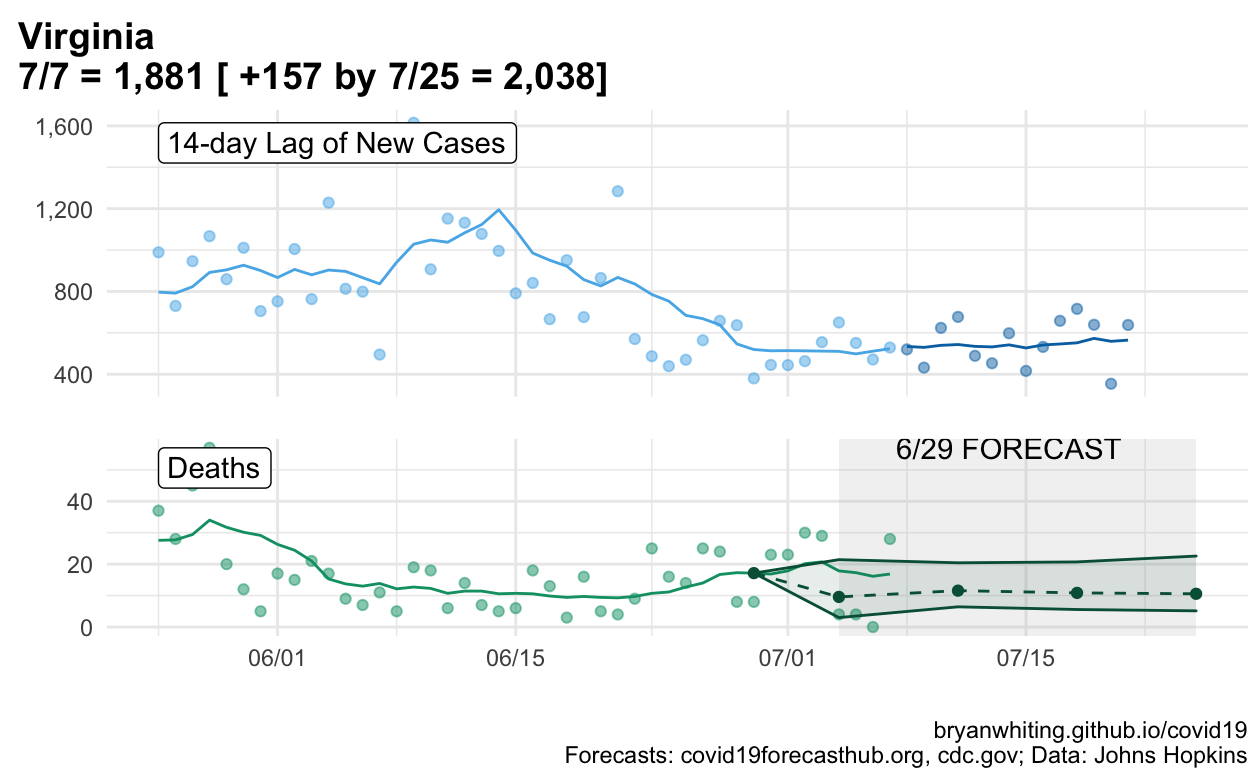 Virginia
7/7 = 1,881 [ +157 by 7/25 = 2,038]
1,600
14-day Lag of New Cases
1,200
800
400
6/29 FORECAST
Deaths
40
20
0
06/01 06/15 07/01 07/15
bryanwhiting.github.io/covid19
Forecasts: covid19forecasthub.org, cdc.gov; Data: Johns Hopkins